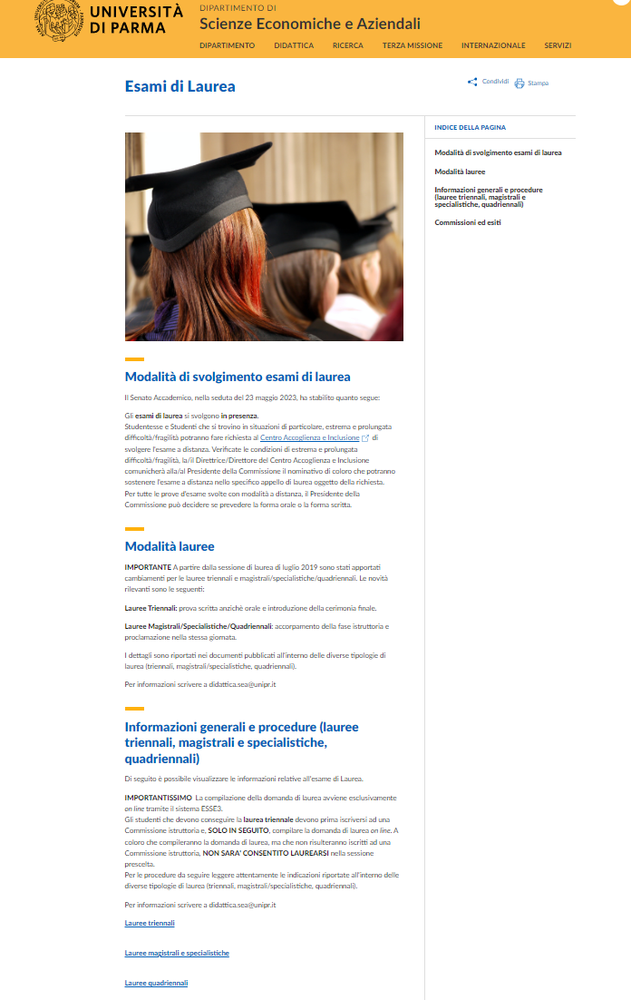 UNIVERSITÀ
DI PARMA
DIPARTIMENTO DI
Scienze Economiche e Aziendali
DIPARTIMENTO DIDATTICA RICERCA TERZA MISSIONE INTERNAZIONALE SERVIZI
Esami di Laurea
Condividi Stampa
INDICE DELLA PAGINA
Modalità di svolgimento esami di laurea
Modalità lauree
Informazioni generali e procedure
(lauree triennali, magistrali e
specialistiche, quadriennali)
Commissioni ed esiti
Modalità di svolgimento esami di laurea
Il Senato Accademico, nella seduta del 23 maggio 2023, ha stabilito quanto segue:
Gli esami di laurea si svolgono in presenza.
Studentesse e Studenti che si trovino in situazioni di particolare, estrema e prolungata
difficoltà/fragilità potranno fare richiesta al Centro Accoglienza e Inclusione di
svolgere l'esame a distanza. Verificate le condizioni di estrema e prolungata
difficoltà/fragilità, la/il Direttrice/Direttore del Centro Accoglienza e Inclusione
comunicherà alla/al Presidente della Commissione il nominativo di coloro che potranno
sostenere l'esame a distanza nello specifico appello di laurea oggetto della richiesta.
Per tutte le prove d'esame svolte con modalità a distanza, il Presidente della
Commissione può decidere se prevedere la forma orale o la forma scritta.
Modalità lauree
IMPORTANTE A partire dalla sessione di laurea di luglio 2019 sono stati apportati
cambiamenti per le lauree triennali e magistrali/specialistiche/quadriennali. Le novità
rilevanti sono le seguenti:
Lauree Triennali: prova scritta anzichè orale e introduzione della cerimonia finale.
Lauree Magistrali/Specialistiche/Quadriennali: accorpamento della fase istruttoria e
proclamazione nella stessa giornata.
I dettagli sono riportati nei documenti pubblicati all'interno delle diverse tipologie di
laurea (triennali, magistrali/specialistiche, quadriennali).
Per informazioni scrivere a didattica.sea@unipr.it
Informazioni generali e procedure (lauree
triennali, magistrali e specialistiche,
quadriennali)
Di seguito è possibile visualizzare le informazioni relative all'esame di Laurea.
IMPORTANTISSIMO La compilazione della domanda di laurea avviene esclusivamente
on line tramite il sistema ESSE3.
Gli studenti che devono conseguire la laurea triennale devono prima iscriversi ad una
Commissione istruttoria e, SOLO IN SEGUITO, compilare la domanda di laurea on line. A
coloro che compileranno la domanda di laurea, ma che non risulteranno iscritti ad una
Commissione istruttoria, NON SARA' CONSENTITO LAUREARSI nella sessione
prescelta.
Per le procedure da seguire leggere attentamente le indicazioni riportate all'interno delle
diverse tipologie di laurea (triennali, magistrali/specialistiche, quadriennali).
Per informazioni scrivere a didattica.sea@unipr.it
Lauree triennali
Lauree magistrali e specialistiche
Lauree quadriennali